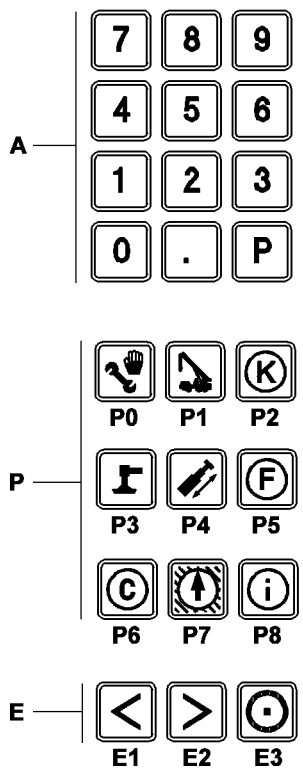 7 8 9
4 5 6
A
1 2 3
0 . P
K
P0 P1 P2
P
F
P3 P4 P5
C i
P6 P7 P8
E < >
E1 E2 E3